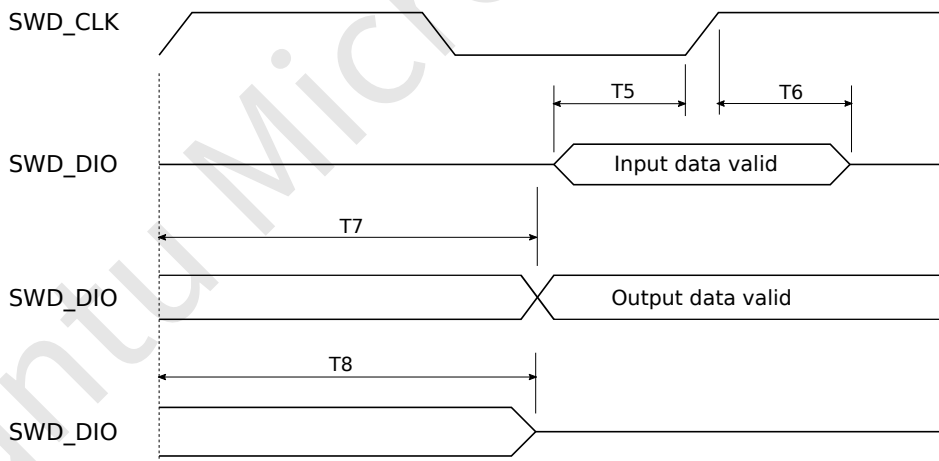 SWD_CLK
T5
T6
SWD_DIO
Input data valid
T7
SWD_DIO
Output data valid
T8
SWD_DIO